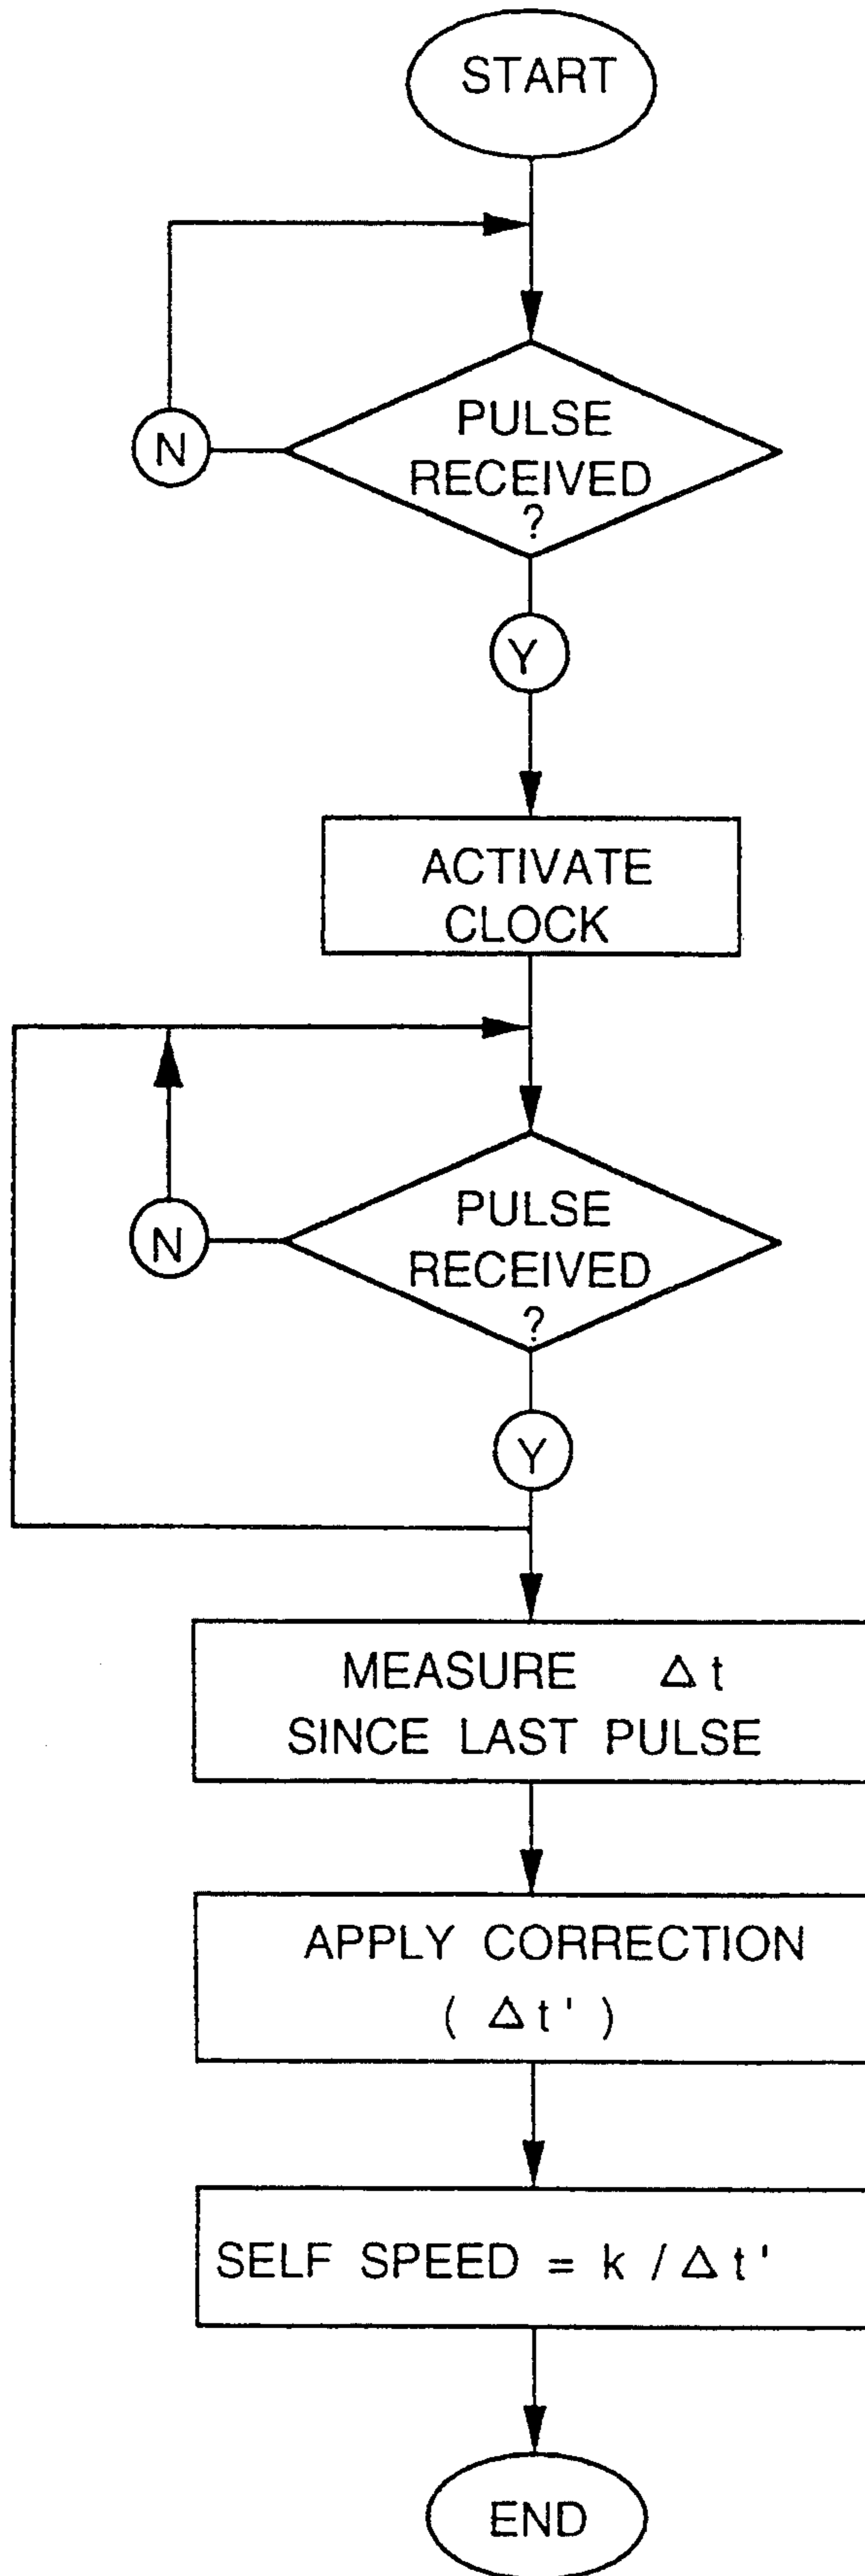 START
PULSE
RECEIVED
?
N
Y
ACTIVATE
CLOCK
PULSE
RECEIVED
?
N
Y
MEASURE Δt
SINCE LAST PULSE
APPLY CORRECTION
( Δt' )
SELF SPEED = k / Δt'
END